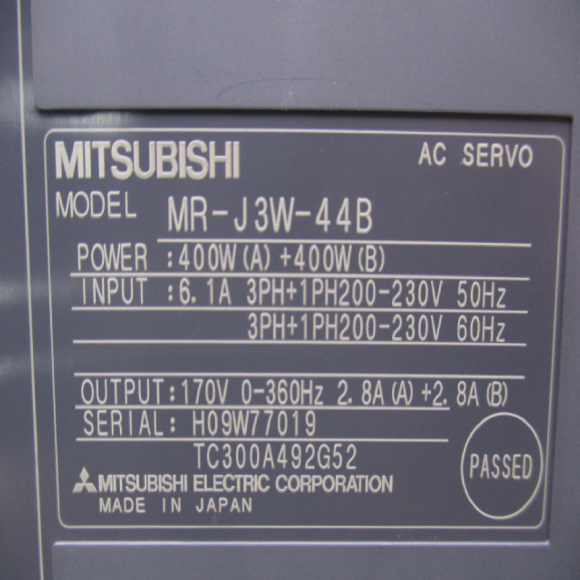 MITSUBISHI AC SERVO
MODEL MR-J3W-44B
POWER :400W(A)+400W(B)
INPUT :6.1A 3PH+1PH200-230V 50Hz
3PH+1PH200-230V 60Hz
OUTPUT:170V 0-360Hz 2.8A(A)+2.8A(B)
SERIAL: H09W77019
TC300A492G52
PASSED
MITSUBISHI ELECTRIC CORPORATION
MADE IN JAPAN